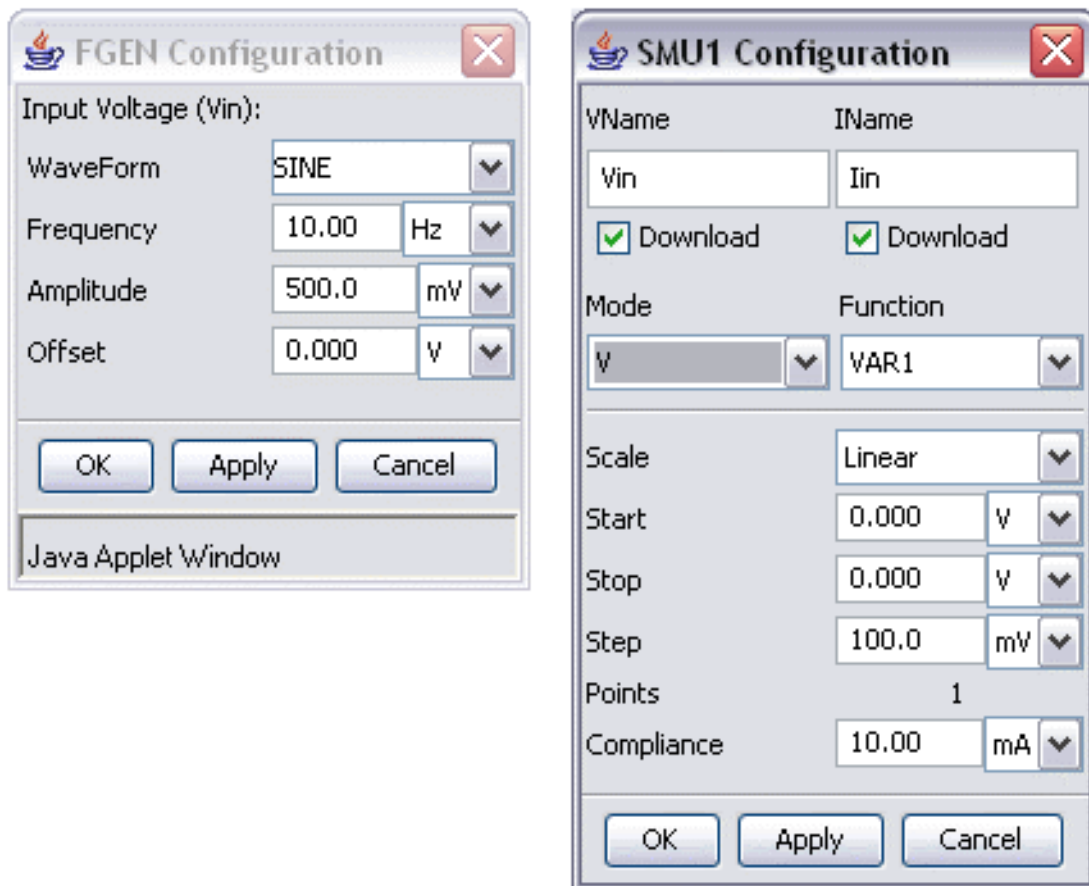 FGEN Configuration
Input Voltage (Vin):
WaveForm SINE
Frequency 10.00 Hz
Amplitude 500.0 mV
Offset 0.000 V
OK Apply Cancel
Java Applet Window
SMU1 Configuration
VName IName
Vin Iin
Download Download
Mode Function
V VAR1
Scale Linear
Start 0.000 V
Stop 0.000 V
Step 100.0 mV
Points 1
Compliance 10.00 mA
OK Apply Cancel